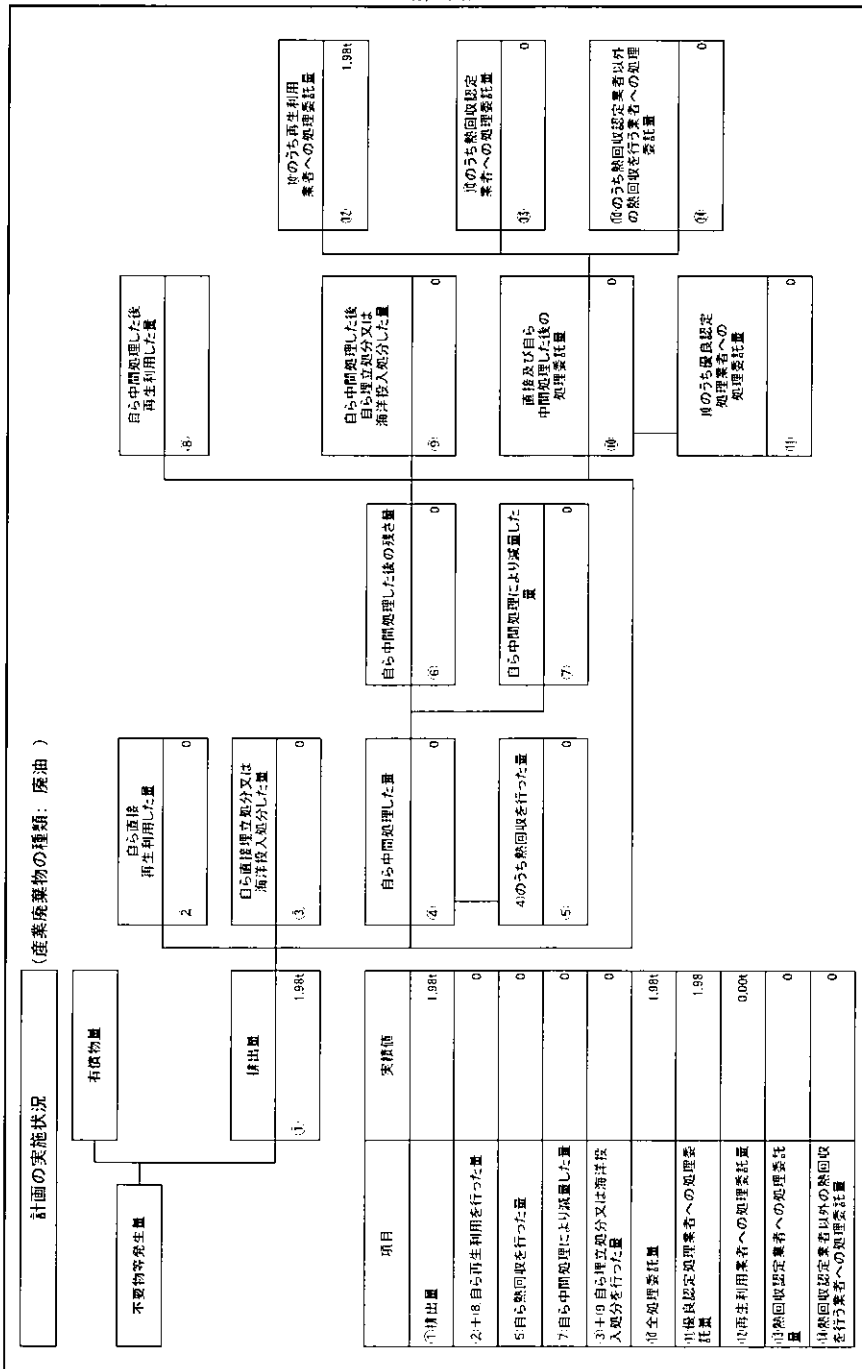 計画の実施状況
(産業廃棄物の種類: 廃油 )
不要物等発生量
有償物量
排出量
① 1.98t
自ら直接
再生利用した量
2 0
自ら直接埋立処分又は
海洋投入処分した量
(3) 0
自ら中間処理した量
(4) 0
4)のうち熱回収を行った量
(5) 0
自ら中間処理した後の残さ量
(6) 0
自ら中間処理により減量した
量
(7) 0
自ら中間処理した後
再生利用した量
(8)
自ら中間処理した後
自ら埋立処分又は
海洋投入処分した量
(9) 0
直接及び自ら
中間処理した後の
処理委託量
⑩ 0
⑩のうち優良認定
処理業者への
処理委託量
(11) 0
⑩のうち再生利用
業者への処理委託量
(12) 1.98t
⑩のうち熱回収認定
業者への処理委託量
(13) 0
⑩のうち熱回収認定業者以外
の熱回収を行う業者への処理
委託量
(14) 0
項目 実績値
①排出量 1.98t
(2)+(8)自ら再生利用を行った量 0
(5)自ら熱回収を行った量 0
(7)自ら中間処理により減量した量 0
(3)+(9)自ら埋立処分又は海洋投
入処分を行った量 0
⑩全処理委託量 1.98t
(11)優良認定処理業者への処理委
託量 1.98
(12)再生利用業者への処理委託量 0.00t
(13)熱回収認定業者への処理委託
量 0
(14)熱回収認定業者以外の熱回収
を行う業者への処理委託量 0